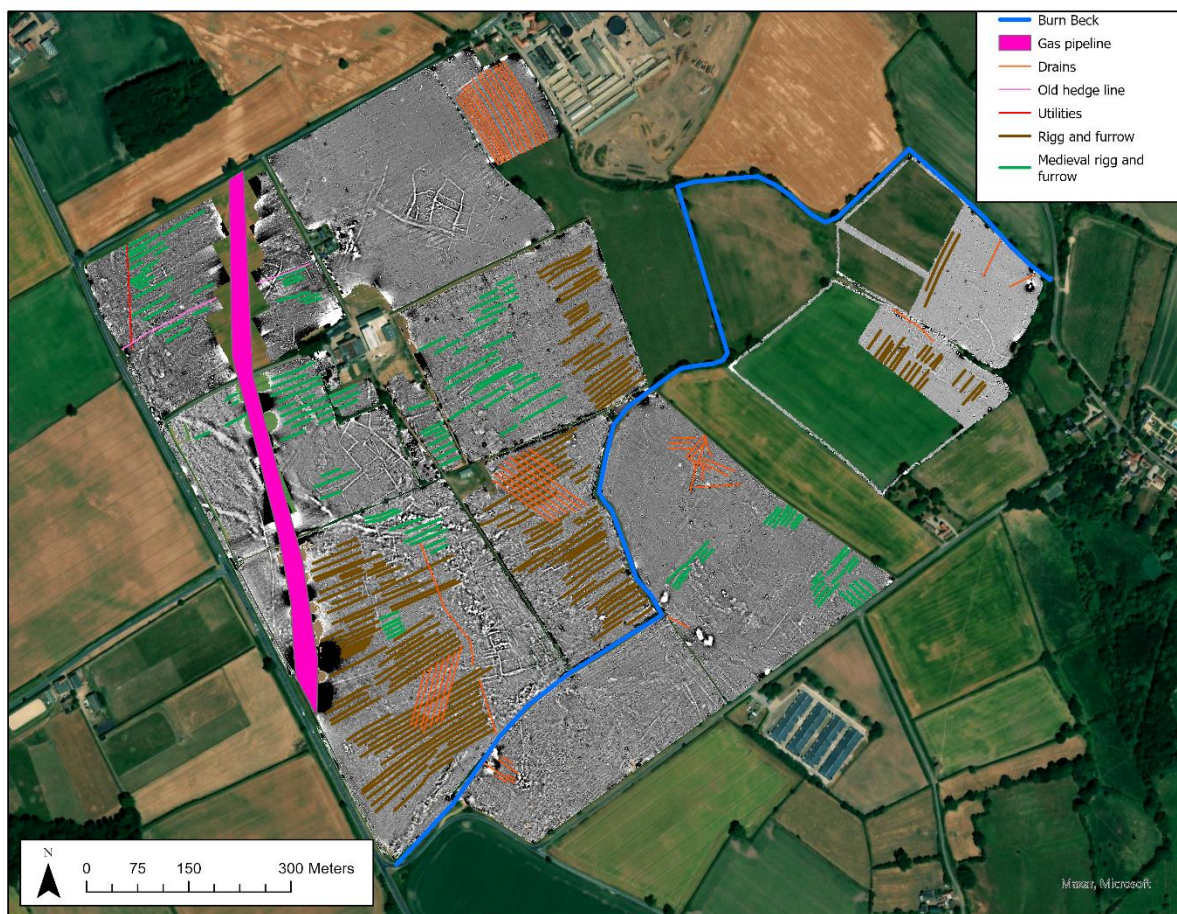 Burn Beck
Gas pipeline
Drains
Old hedge line
Utilities
Rigg and furrow
Medieval rigg and
furrow
N
0 75 150 300 Meters
Maxar, Microsoft